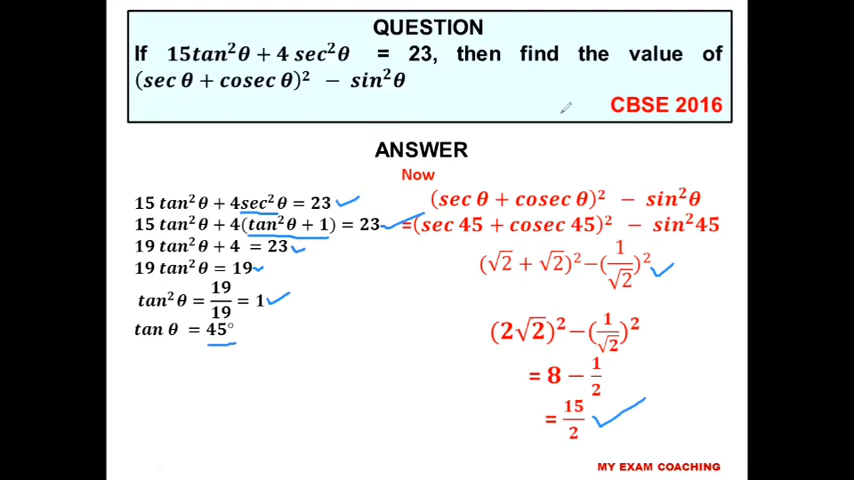 QUESTION
If 15tan²θ + 4 sec²θ = 23, then find the value of
(sec θ + cosec θ)² − sin²θ
CBSE 2016
ANSWER
15 tan²θ + 4sec²θ = 23
15 tan²θ + 4(tan²θ + 1) = 23
19 tan²θ + 4 = 23
19 tan²θ = 19
tan²θ = 19/19 = 1
tan θ = 45°
Now
(sec θ + cosec θ)² − sin²θ
=(sec 45 + cosec 45)² − sin²45
(√2 + √2)²−(1/√2)²
(2√2)²−(1/√2)²
= 8 − 1/2
= 15/2
MY EXAM COACHING